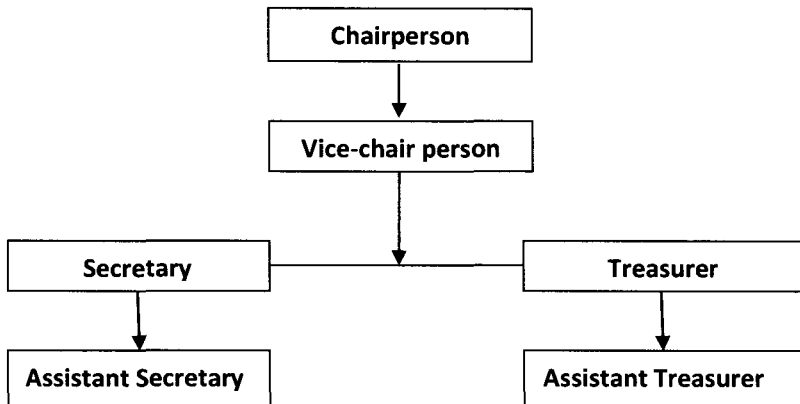 Chairperson
Vice-chair person
Secretary
Treasurer
Assistant Secretary
Assistant Treasurer